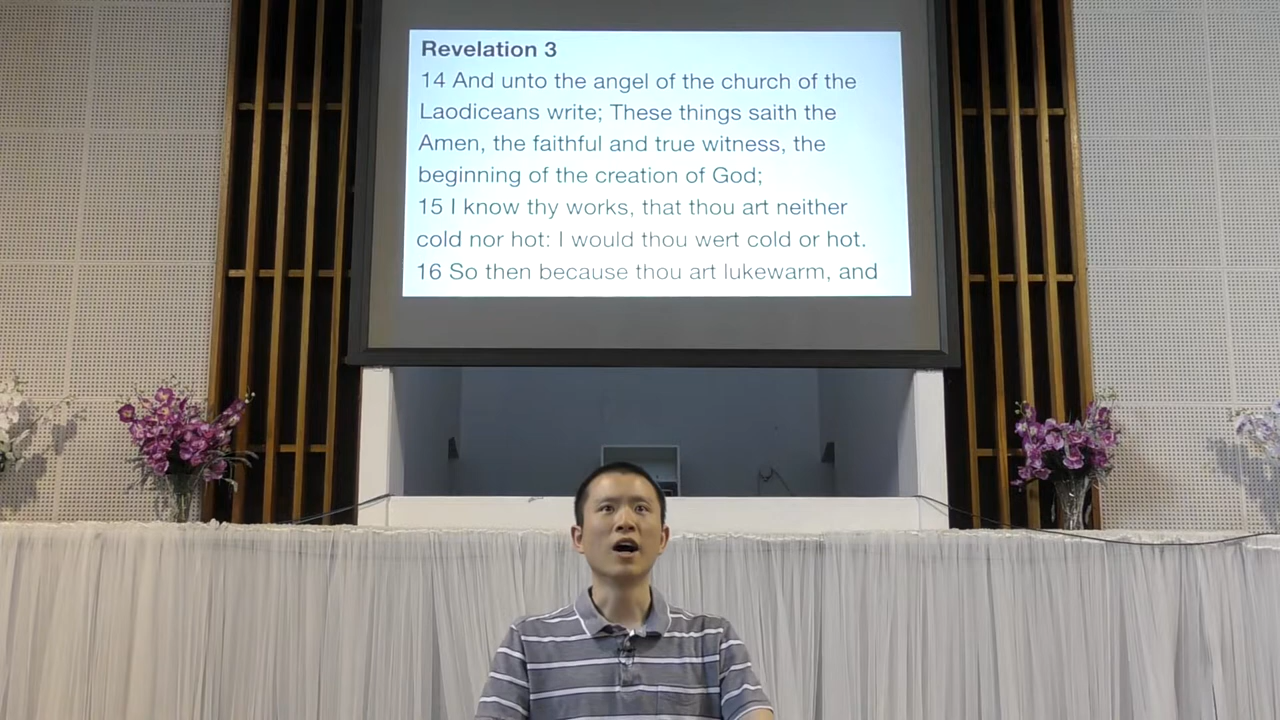 Revelation 3
14 And unto the angel of the church of the
Laodiceans write; These things saith the
Amen, the faithful and true witness, the
beginning of the creation of God;
15 I know thy works, that thou art neither
cold nor hot: I would thou wert cold or hot.
16 So then because thou art lukewarm, and